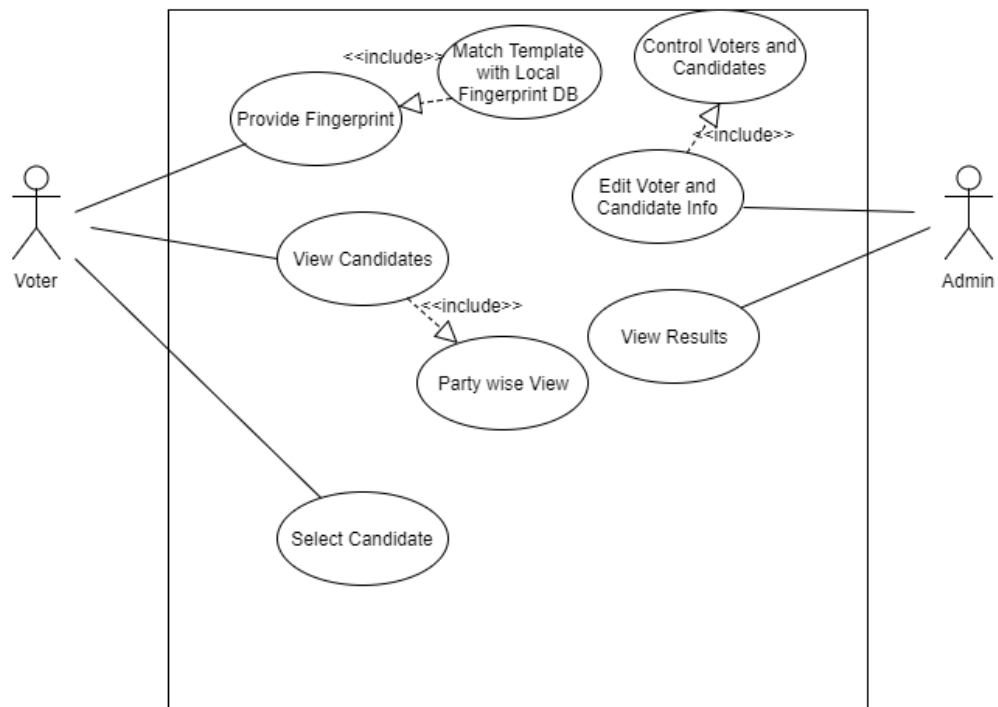 <<include>>
Match Template
with Local
Fingerprint DB
Control Voters and
Candidates
Provide Fingerprint
<<include>>
Edit Voter and
Candidate Info
Voter
View Candidates
Admin
<<include>>
View Results
Party wise View
Select Candidate